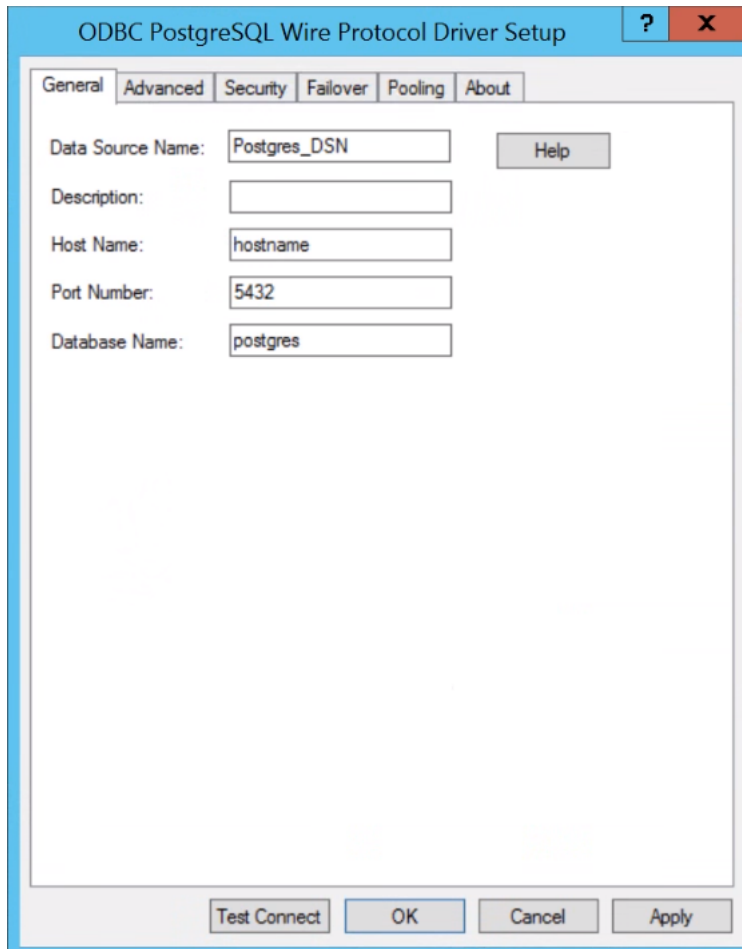 ODBC PostgreSQL Wire Protocol Driver Setup ? X
General Advanced Security Failover Pooling About
Data Source Name: Postgres_DSN Help
Description:
Host Name: hostname
Port Number: 5432
Database Name: postgres
Test Connect OK Cancel Apply